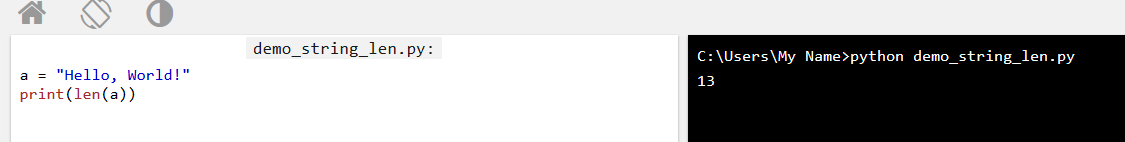 demo_string_len.py:
a = "Hello, World!"
print(len(a))
C:\Users\My Name>python demo_string_len.py
13